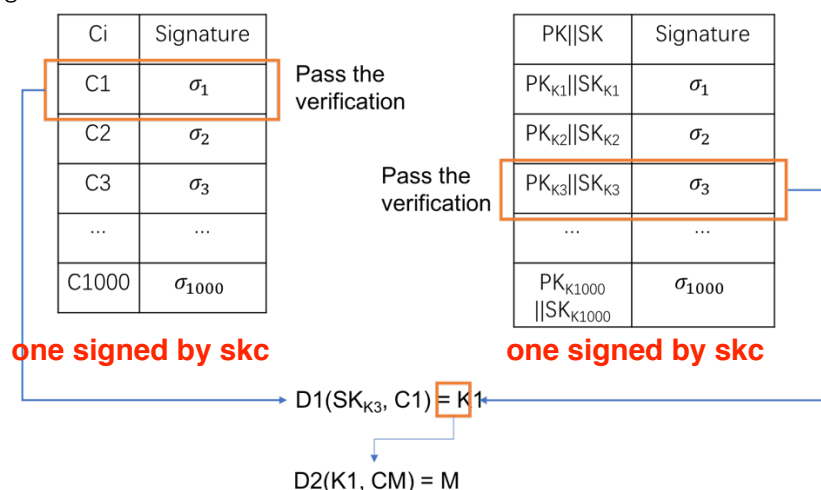 Ci Signature
C1 σ1
C2 σ2
C3 σ3
... ...
C1000 σ1000
Pass the
verification
one signed by skc
PK||SK Signature
PKK1||SKK1 σ1
PKK2||SKK2 σ2
PKK3||SKK3 σ3
... ...
PKK1000
||SKK1000 σ1000
Pass the
verification
one signed by skc
D1(SKK3, C1) = K1
D2(K1, CM) = M